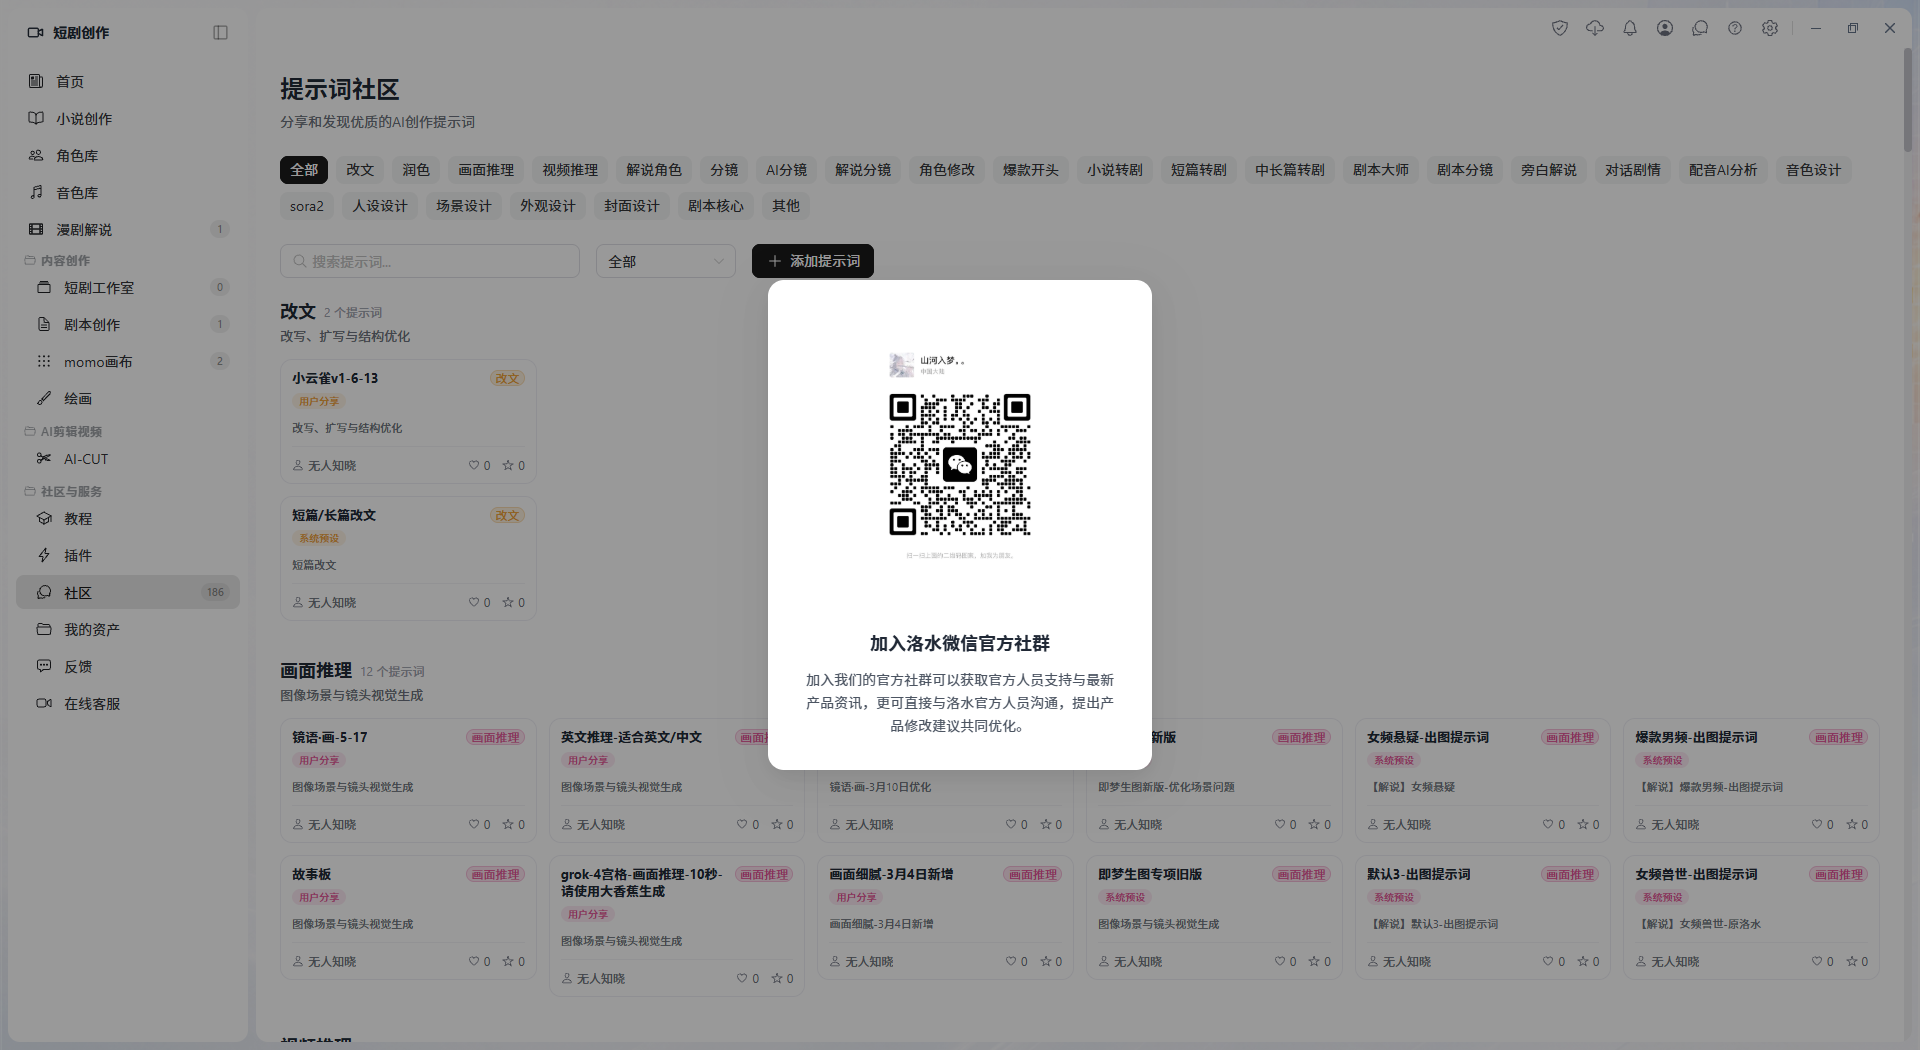 短剧创作
首页
小说创作
角色库
音色库
漫剧解说 1
内容创作
短剧工作室 0
剧本创作 1
momo画布 2
绘画
AI剪辑视频
AI-CUT
社区与服务
教程
插件
社区 186
我的资产
反馈
在线客服
提示词社区
分享和发现优质的AI创作提示词
全部 改文 润色 画面推理 视频推理 解说角色 分镜 AI分镜 解说分镜 角色修改 爆款开头 小说转剧 短篇转剧 中长篇转剧 剧本大师 剧本分镜 旁白解说 对话剧情 配音AI分析 音色设计
sora2 人设设计 场景设计 外观设计 封面设计 剧本核心 其他
搜索提示词... 全部 添加提示词
改文 2 个提示词
改写、扩写与结构优化
小云雀v1-6-13 改文
用户分享
改写、扩写与结构优化
无人知晓 0 0
短篇/长篇改文 改文
系统预设
短篇改文
无人知晓 0 0
山河入梦。。
中国大陆
扫一扫上面的二维码图案，加我为朋友。
加入洛水微信官方社群
加入我们的官方社群可以获取官方人员支持与最新
产品资讯，更可直接与洛水官方人员沟通，提出产
品修改建议共同优化。
画面推理 12 个提示词
图像场景与镜头视觉生成
镜语·画-5-17 画面推理
用户分享
图像场景与镜头视觉生成
无人知晓 0 0
英文推理-适合英文/中文 画面
用户分享
图像场景与镜头视觉生成
无人知晓 0 0
镜语·画-3月10日优化
无人知晓 0 0
新版 画面推理
即梦生图新版-优化场景问题
无人知晓 0 0
女频悬疑-出图提示词 画面推理
系统预设
【解说】女频悬疑
无人知晓 0 0
爆款男频-出图提示词 画面推理
系统预设
【解说】爆款男频-出图提示词
无人知晓 0 0
故事板 画面推理
用户分享
图像场景与镜头视觉生成
无人知晓 0 0
grok-4宫格-画面推理-10秒- 画面推理
请使用大香蕉生成
用户分享
图像场景与镜头视觉生成
无人知晓 0 0
画面细腻-3月4日新增 画面推理
用户分享
画面细腻-3月4日新增
无人知晓 0 0
即梦生图专项旧版 画面推理
系统预设
图像场景与镜头视觉生成
无人知晓 0 0
默认3-出图提示词 画面推理
系统预设
【解说】默认3-出图提示词
无人知晓 0 0
女频兽世-出图提示词 画面推理
系统预设
【解说】女频兽世-原洛水
无人知晓 0 0